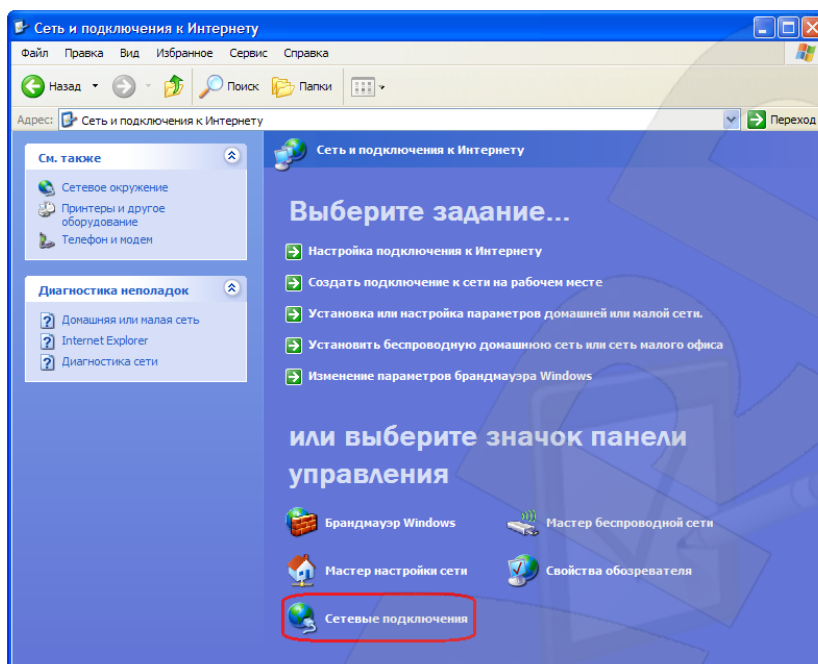 Сеть и подключения к Интернету
Файл Правка Вид Избранное Сервис Справка
Назад Поиск Папки
Адрес: Сеть и подключения к Интернету Переход
См. также
Сетевое окружение
Принтеры и другое
оборудование
Телефон и модем
Диагностика неполадок
Домашняя или малая сеть
Internet Explorer
Диагностика сети
Сеть и подключения к Интернету
Выберите задание...
Настройка подключения к Интернету
Создать подключение к сети на рабочем месте
Установка или настройка параметров домашней или малой сети.
Установить беспроводную домашнюю сеть или сеть малого офиса
Изменение параметров брандмауэра Windows
или выберите значок панели
управления
Брандмауэр Windows
Мастер беспроводной сети
Мастер настройки сети
Свойства обозревателя
Сетевые подключения